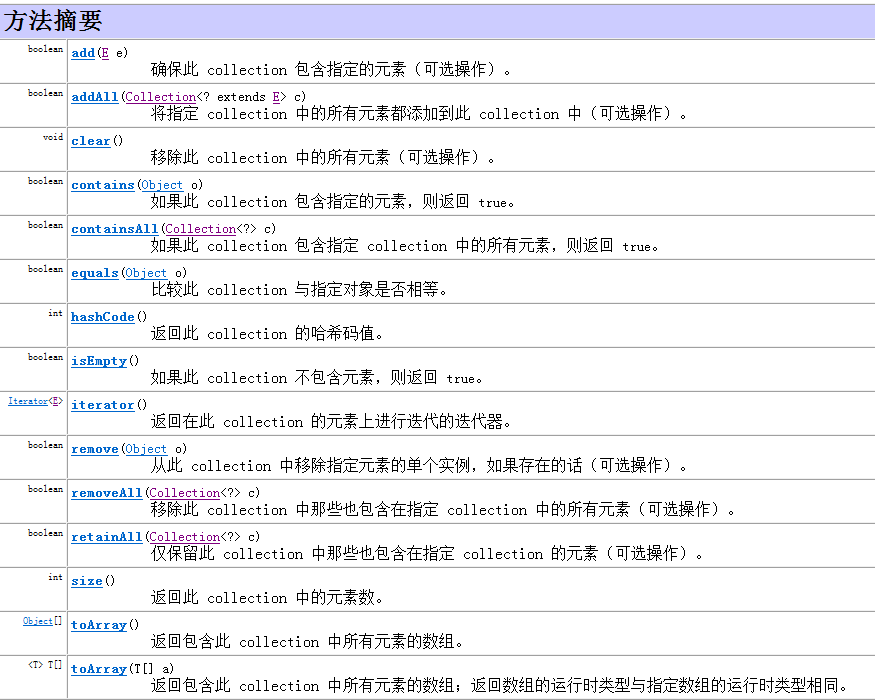 方法摘要
boolean add(E e)
确保此 collection 包含指定的元素（可选操作）。
boolean addAll(Collection<? extends E> c)
将指定 collection 中的所有元素都添加到此 collection 中（可选操作）。
void clear()
移除此 collection 中的所有元素（可选操作）。
boolean contains(Object o)
如果此 collection 包含指定的元素，则返回 true。
boolean containsAll(Collection<?> c)
如果此 collection 包含指定 collection 中的所有元素，则返回 true。
boolean equals(Object o)
比较此 collection 与指定对象是否相等。
int hashCode()
返回此 collection 的哈希码值。
boolean isEmpty()
如果此 collection 不包含元素，则返回 true。
Iterator<E> iterator()
返回在此 collection 的元素上进行迭代的迭代器。
boolean remove(Object o)
从此 collection 中移除指定元素的单个实例，如果存在的话（可选操作）。
boolean removeAll(Collection<?> c)
移除此 collection 中那些也包含在指定 collection 中的所有元素（可选操作）。
boolean retainAll(Collection<?> c)
仅保留此 collection 中那些也包含在指定 collection 的元素（可选操作）。
int size()
返回此 collection 中的元素数。
Object[] toArray()
返回包含此 collection 中所有元素的数组。
<T> T[] toArray(T[] a)
返回包含此 collection 中所有元素的数组；返回数组的运行时类型与指定数组的运行时类型相同。